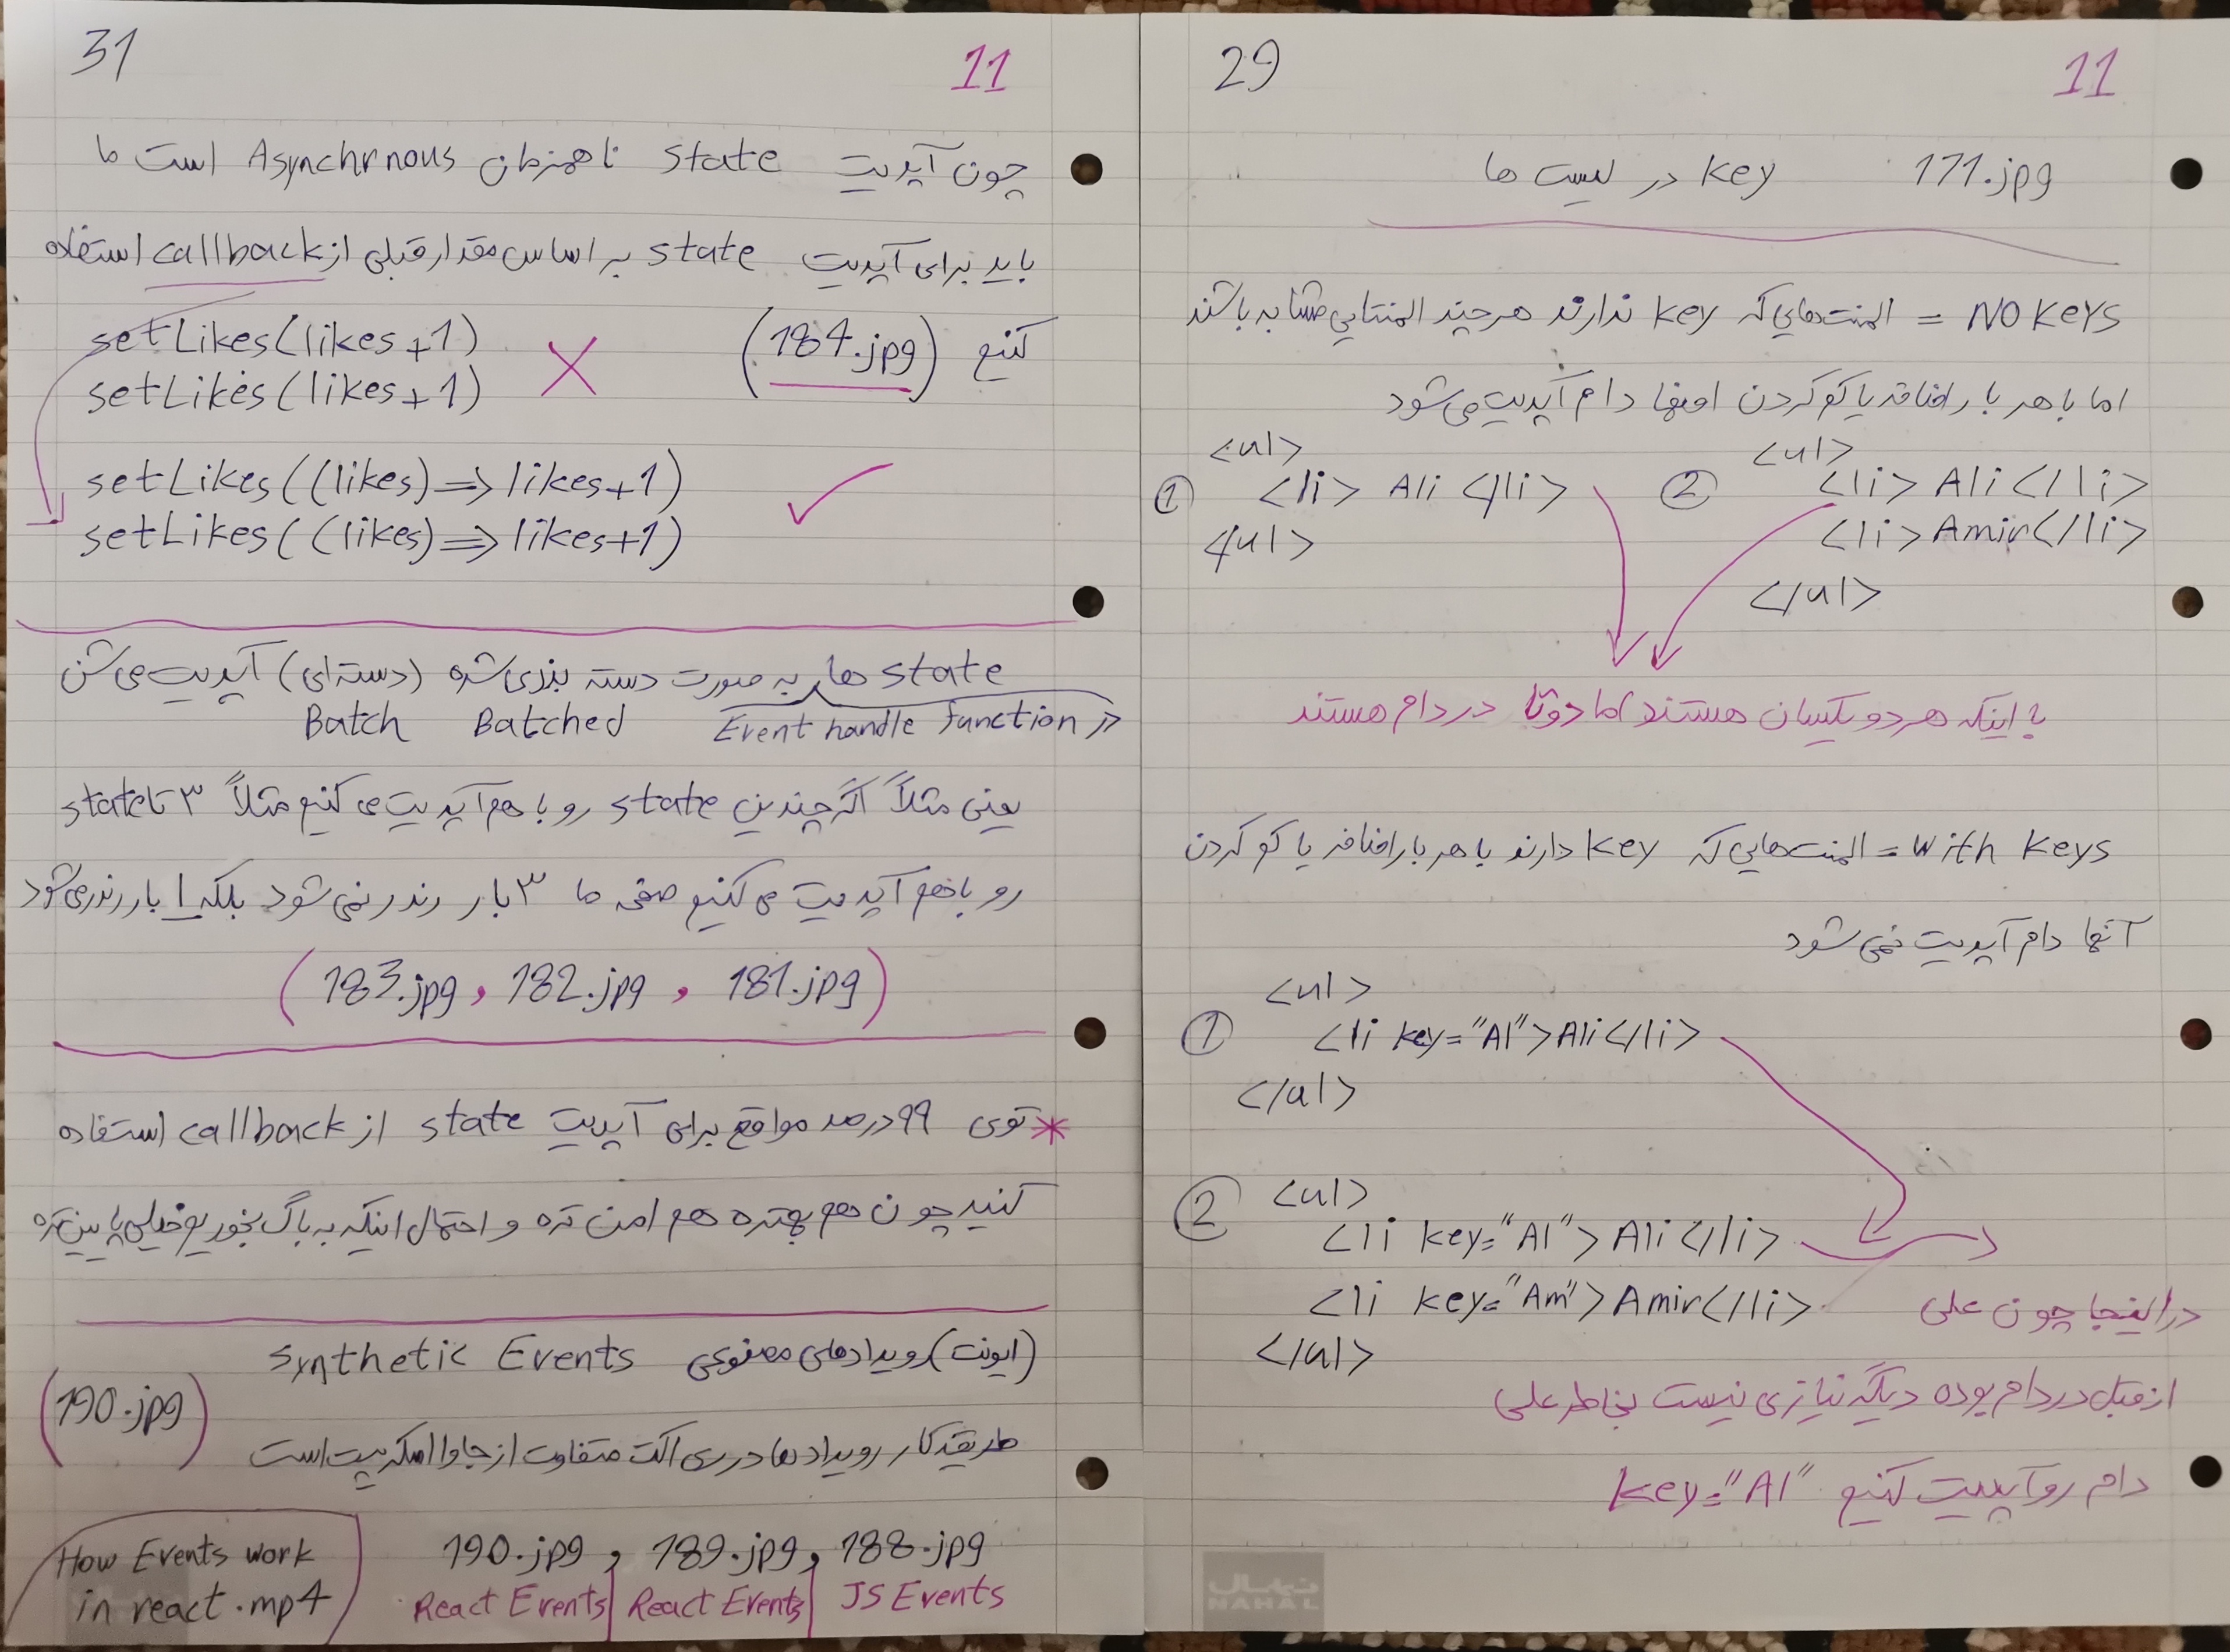 29
11
171.jpg key در لیست ها
NO KEYS = المنت‌هایی که key ندارند هر چند المنتایی مشابه باشند
اما با هر بار اضافه یا کم کردن اونها دام آپدیت می‌شود
①
<ul>
<li> Ali </li>
</ul>
②
<ul>
<li> Ali </li>
<li> Amir</li>
</ul>
با اینکه هر دو یکسان هستند اما دوتا در دام هستند
With Keys = المنت‌هایی که key دارند با هر بار اضافه یا کم کردن
آنها دام آپدیت نمی‌شود
①
<ul>
<li key="Al">Ali</li>
</ul>
②
<ul>
<li key="Al">Ali</li>
<li key="Am">Amir</li>
</ul>
در اینجا چون علی
از قبل در دام بوده دیگه نیازی نیست بخاطر علی
دام رو آپدیت کنیم key="Al"
NAHAL نهال
31
11
چون آپدیت state ناهمزمان Asynchrnous است ما
باید برای آپدیت state بر اساس مقدار قبلی از callback استفاده
کنیم (184.jpg)
setLikes(likes+1)
setLikes(likes+1)
setLikes((likes)=>likes+1)
setLikes((likes)=>likes+1)
state ها به صورت دسته بندی شده (دسته‌ای) آپدیت می‌شن
در Event handle function Batched Batch
یعنی مثلاً اگر چندین state رو با هم آپدیت می کنیم مثلاً ۳ تا state
رو باهم آپدیت می کنیم صفحه ما ۳ بار رندر نمی شود بلکه ۱ بار رندر می‌شود
(183.jpg, 182.jpg, 181.jpg)
* توی ۹۹ درصد مواقع برای آپدیت state از callback استفاده
کنید چون هم بهتره هم امن تره و احتمال اینکه به باگ بخوریم خیلی پایین تره
(ایونت) رویدادهای مصنوعی Synthetic Events
(190.jpg)
طریقه کار رویدادها در ری اکت متفاوت از جاوا اسکریپت است
190.jpg, 189.jpg, 188.jpg
React Events React Events JS Events
How Events work
in react.mp4